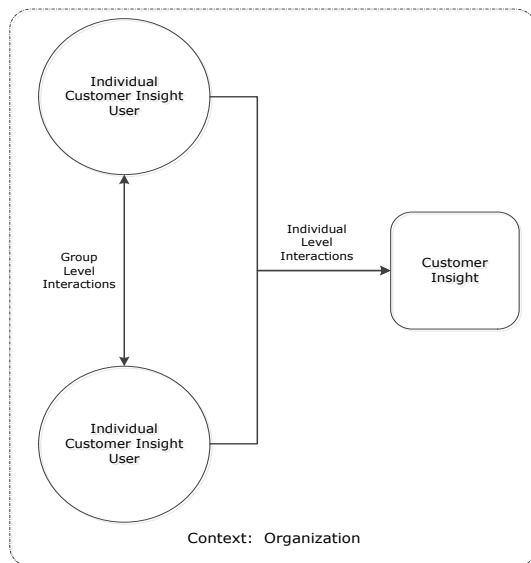 Individual
Customer Insight
User
Group
Level
Interactions
Individual
Level
Interactions
Customer
Insight
Individual
Customer Insight
User
Context: Organization